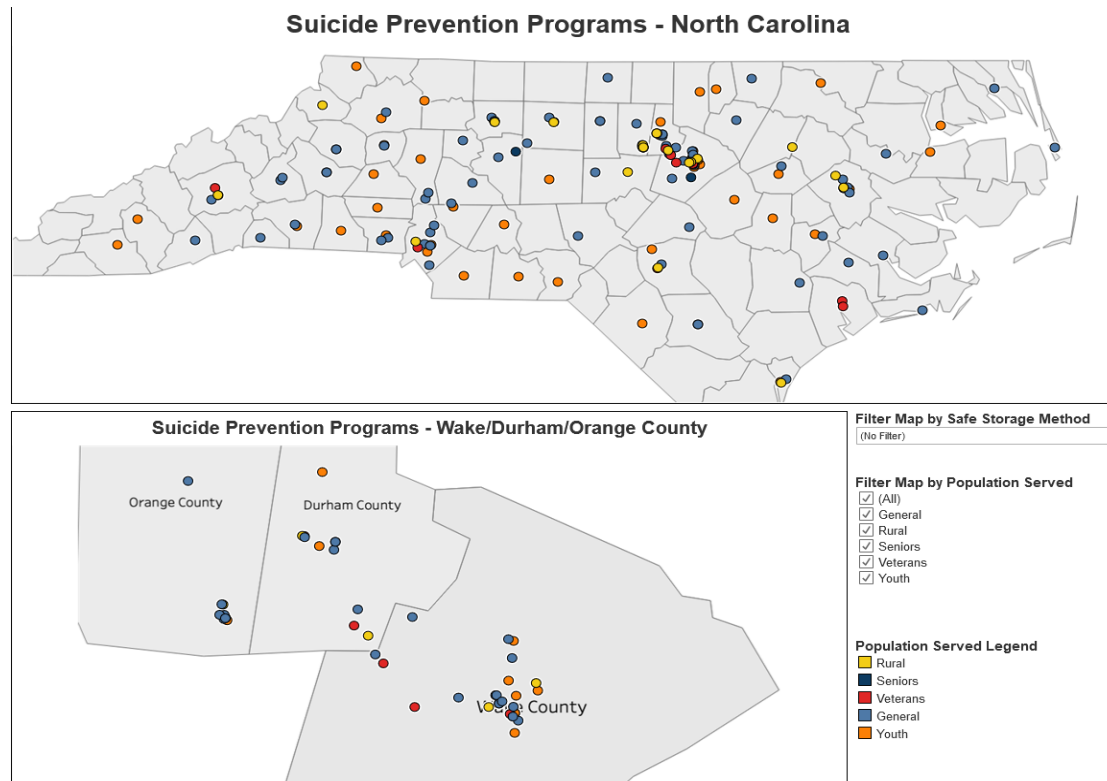 Suicide Prevention Programs - North Carolina
Suicide Prevention Programs - Wake/Durham/Orange County
Orange County
Durham County
Wake County
Filter Map by Safe Storage Method
(No Filter)
Filter Map by Population Served
(All)
General
Rural
Seniors
Veterans
Youth
Population Served Legend
Rural
Seniors
Veterans
General
Youth